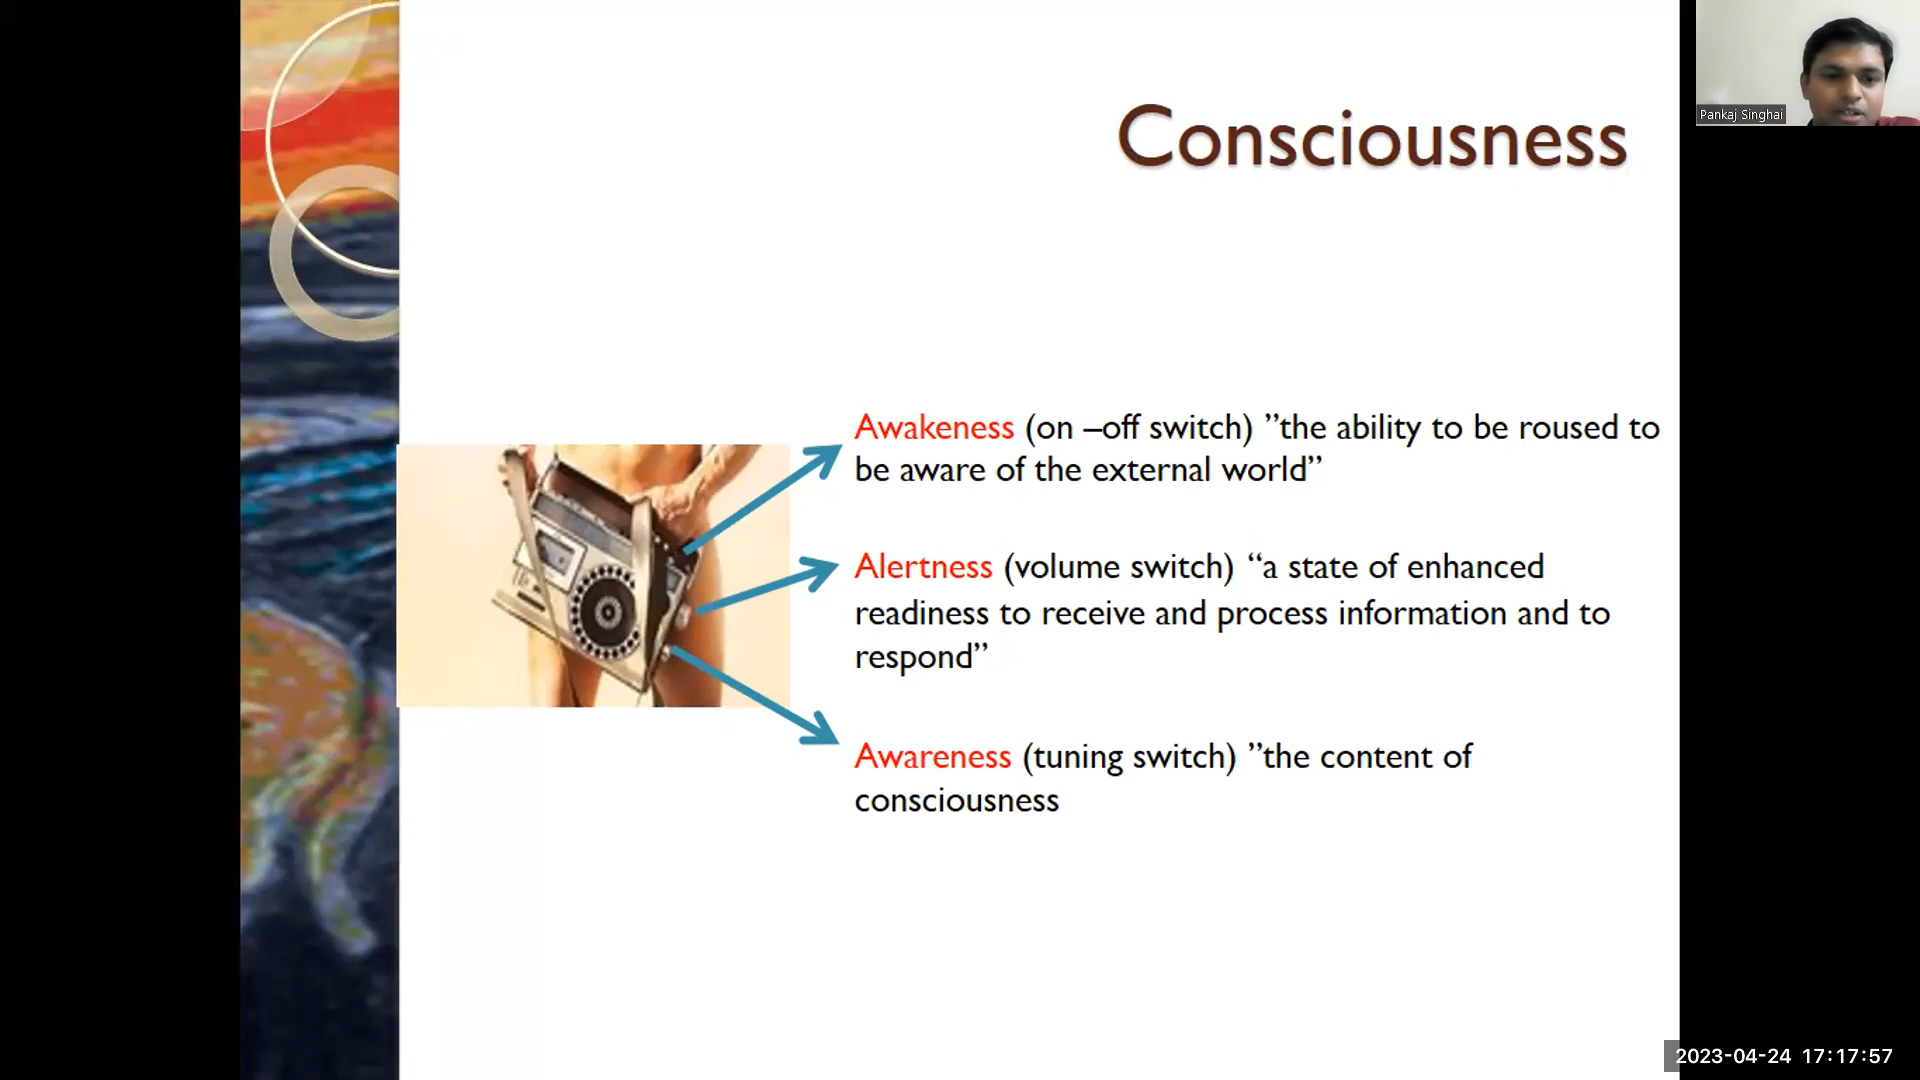 Consciousness
Pankaj Singhai
Awakeness (on –off switch) ”the ability to be roused to
be aware of the external world”
Alertness (volume switch) “a state of enhanced
readiness to receive and process information and to
respond”
Awareness (tuning switch) ”the content of
consciousness
2023-04-24 17:17:57